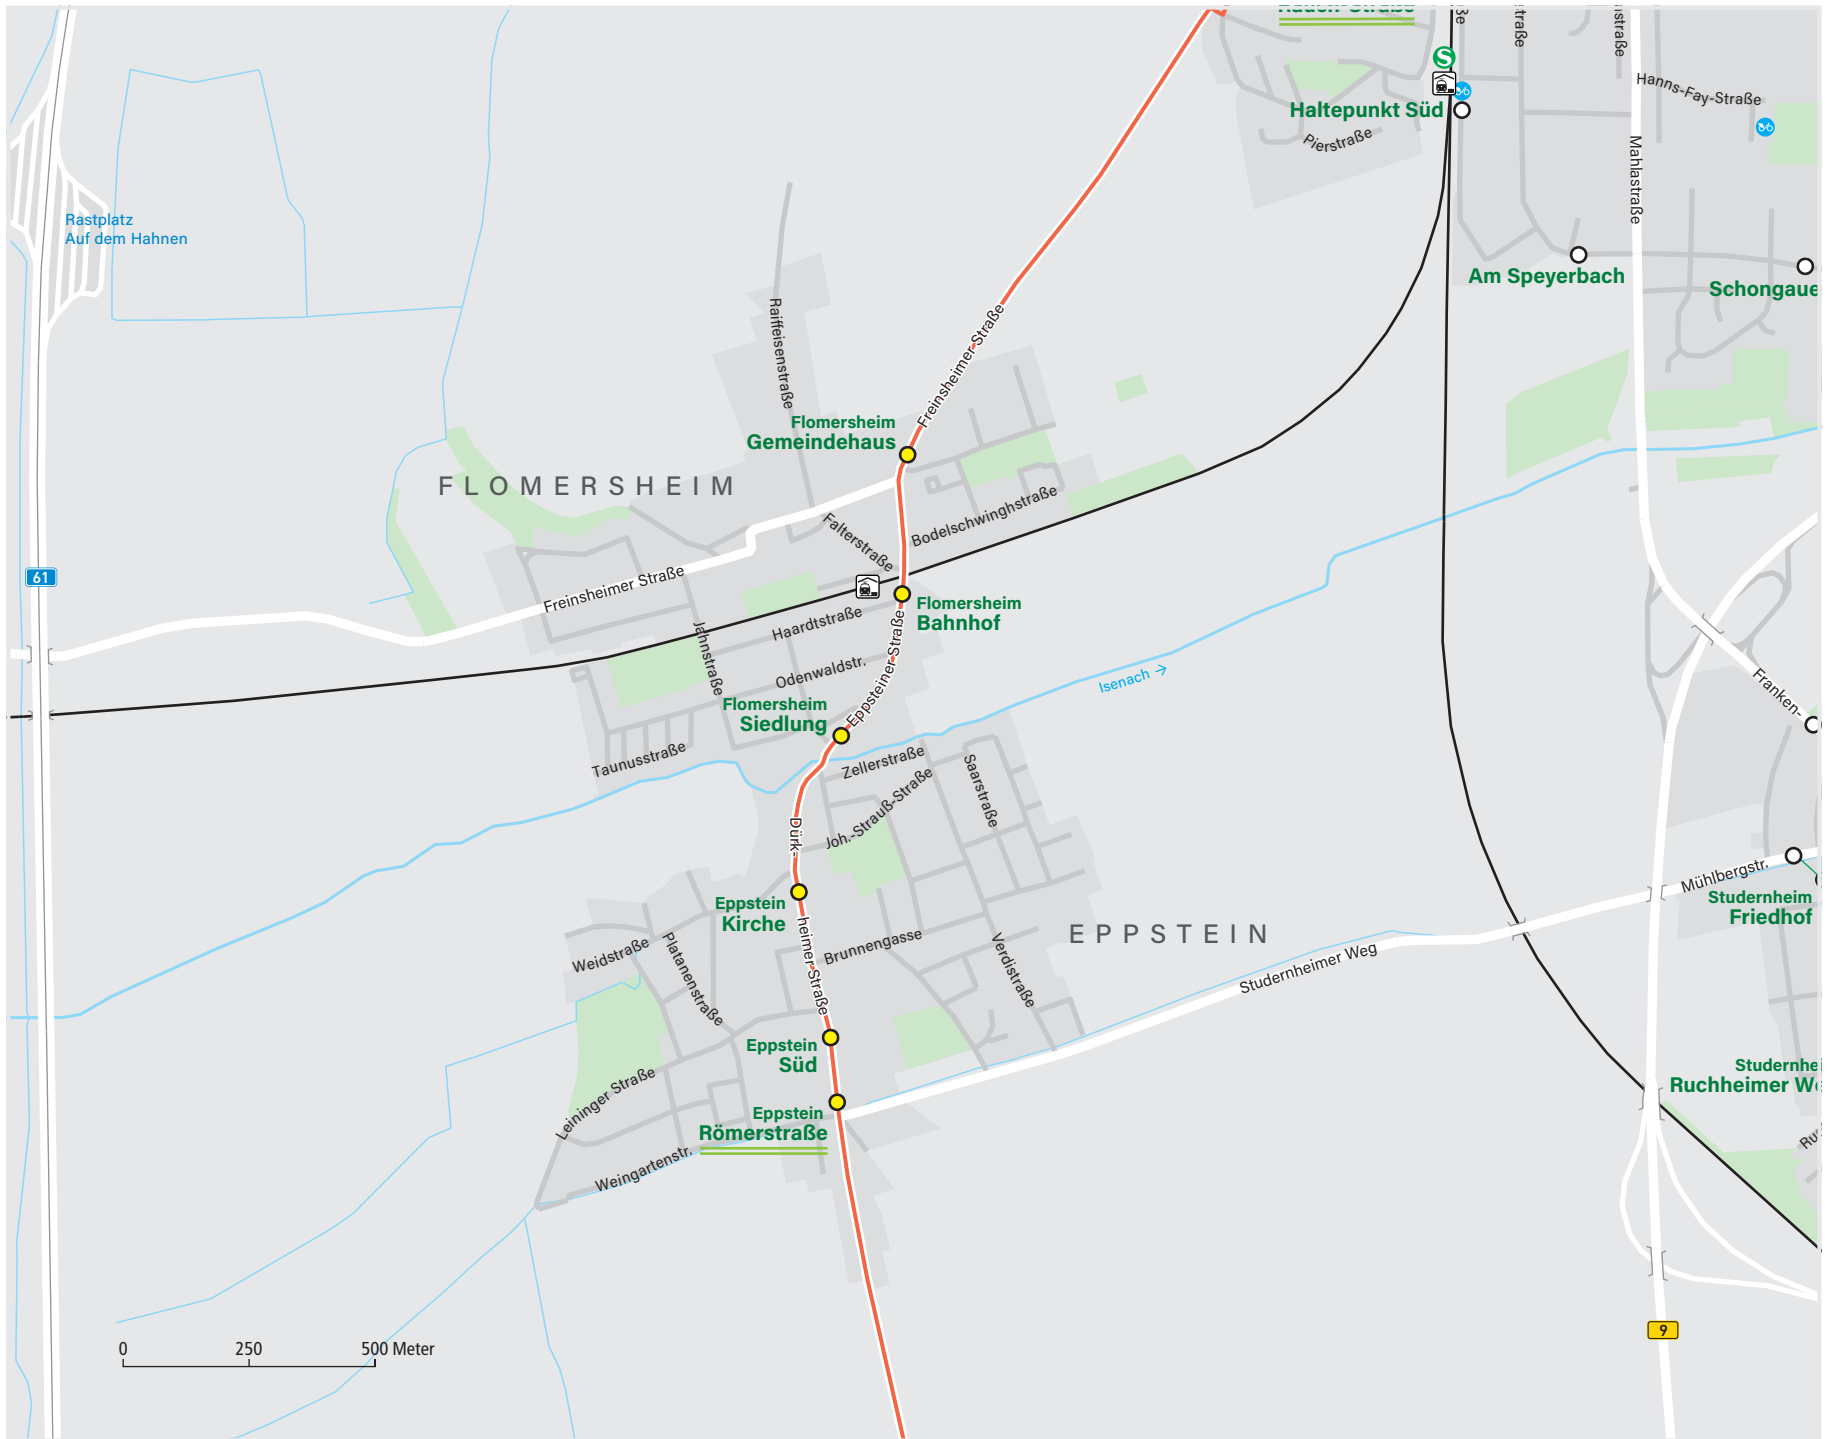 S
Haltepunkt Süd
Pierstraße
Hanns-Fay-Straße
Mahlastraße
Rastplatz
Auf dem Hahnen
Am Speyerbach
Raiffeisenstraße
Freinsheimer Straße
Flomersheim
Gemeindehaus
FLOMERSHEIM
Falterstraße
Bodelschwinghstraße
61
Freinsheimer Straße
Haardtstraße
Flomersheim
Bahnhof
Jahnstraße
Odenwaldstr.
Eppsteiner Straße
Isenach →
Franken-
Flomersheim
Siedlung
Taunusstraße
Zellerstraße
Joh.-Strauß-Straße
Saarstraße
Dürk-
heimer Straße
Mühlbergstr.
Studernheim
Friedhof
Eppstein
Kirche
EPPSTEIN
Weidstraße
Platanenstraße
Brunnengasse
Verdistraße
Studernheimer Weg
Eppstein
Süd
Leininger Straße
Eppstein
Römerstraße
Weingartenstr.
9
0 250 500 Meter